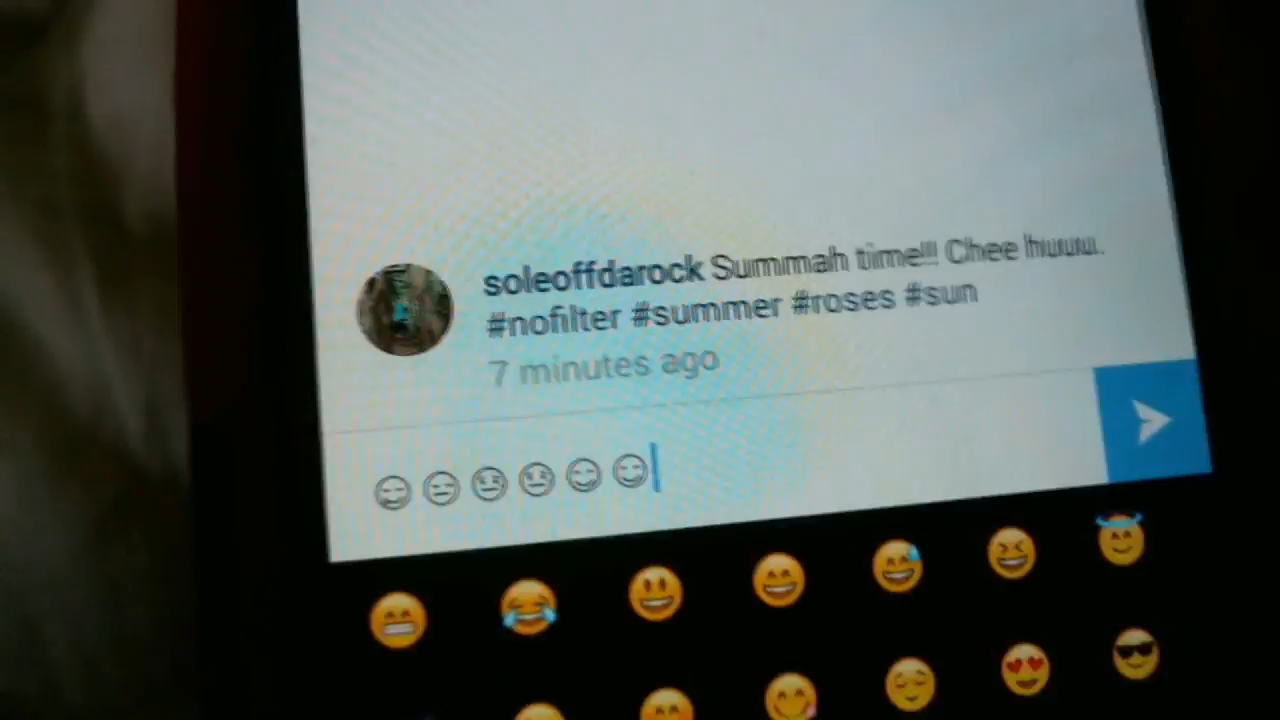 soleoffdarock Summah time!!! Chee huuu.
#nofilter #summer #roses #sun
7 minutes ago